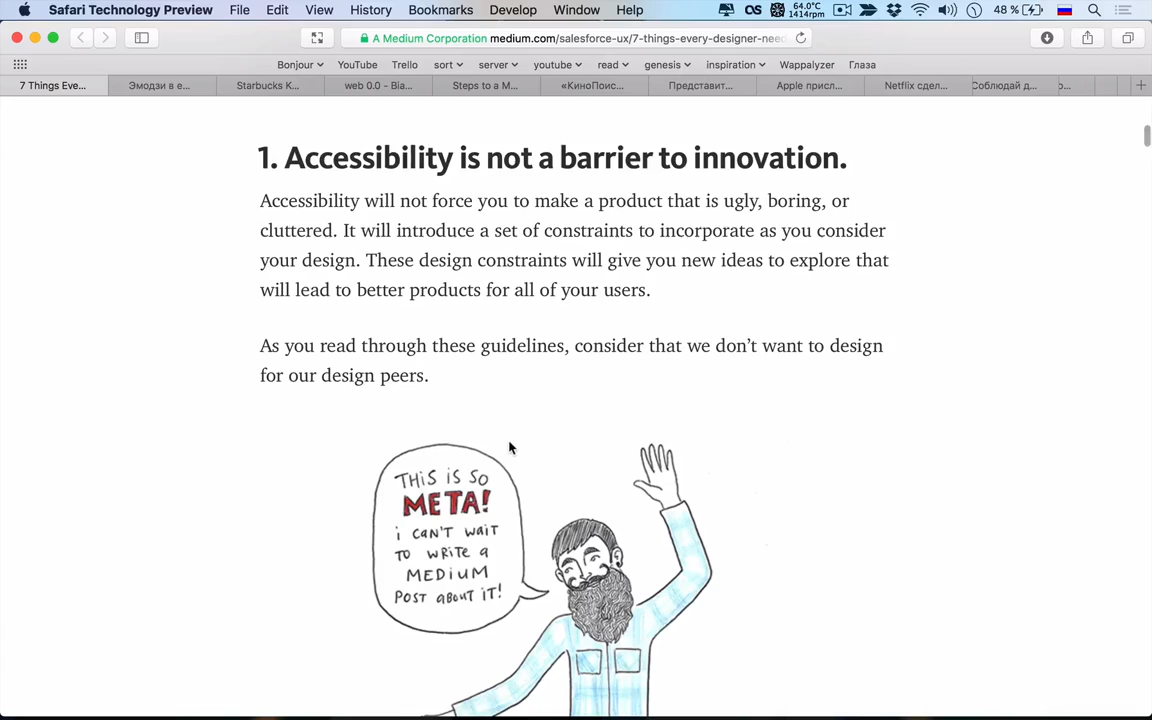 Safari Technology Preview File Edit View History Bookmarks Develop Window Help
64.0°C
1414rpm
48 %
A Medium Corporation medium.com/salesforce-ux/7-things-every-designer-nee
Bonjour YouTube Trello sort server youtube read genesis inspiration Wappalyzer Глаза
7 Things Eve... Эмодзи в е... Starbucks K... web 0.0 - Bia... Steps to a M... «КиноПоис... Представит... Apple присл... Netflix сдел... Соблюдай д...
1. Accessibility is not a barrier to innovation.
Accessibility will not force you to make a product that is ugly, boring, or
cluttered. It will introduce a set of constraints to incorporate as you consider
your design. These design constraints will give you new ideas to explore that
will lead to better products for all of your users.
As you read through these guidelines, consider that we don’t want to design
for our design peers.
THiS iS SO
META!
i CAN'T WAiT
TO WRiTE A
MEDiUM
POST ABOUT iT!